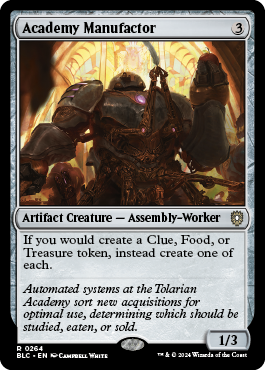 Academy Manufactor 3
Artifact Creature — Assembly-Worker
If you would create a Clue, Food, or
Treasure token, instead create one of
each.
Automated systems at the Tolarian
Academy sort new acquisitions for
optimal use, determining which should be
studied, eaten, or sold.
1/3
R 0264
BLC • EN Campbell White
™ & © 2024 Wizards of the Coast